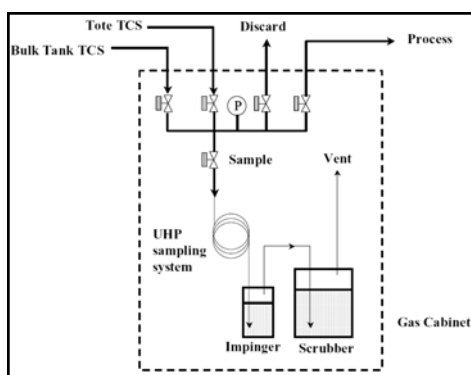 Tote TCS
Discard
Process
Bulk Tank TCS
P
Sample
Vent
UHP
sampling
system
Gas Cabinet
Impinger
Scrubber